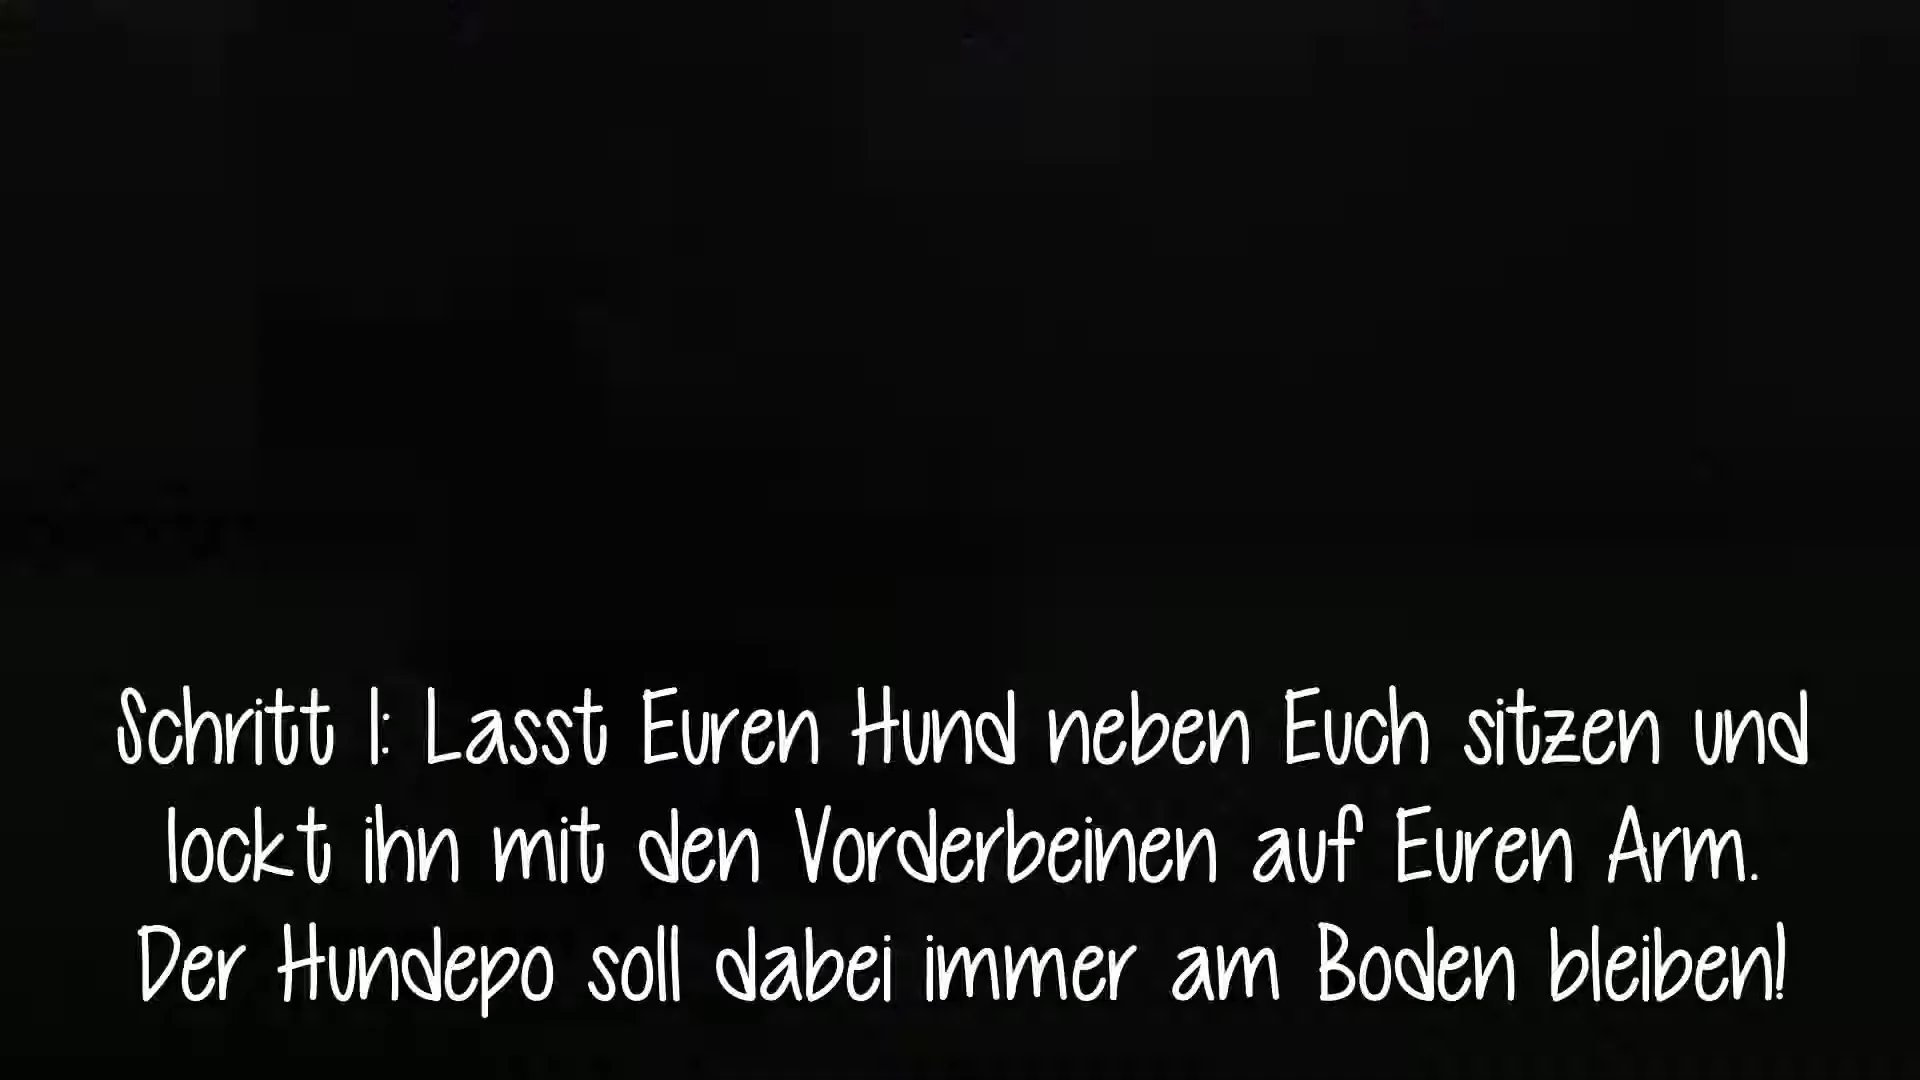 Schritt 1: Lasst Euren Hund neben Euch sitzen und
lockt ihn mit den Vorderbeinen auf Euren Arm.
Der Hundepo soll dabei immer am Boden bleiben!